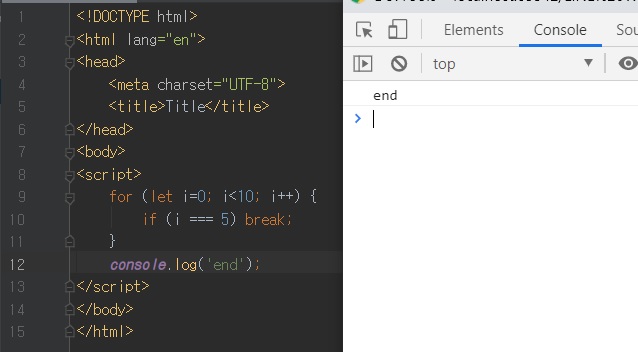 1 <!DOCTYPE html>
2 <html lang="en">
3 <head>
4 <meta charset="UTF-8">
5 <title>Title</title>
6 </head>
7 <body>
8 <script>
9 for (let i=0; i<10; i++) {
10 if (i === 5) break;
11 }
12 console.log('end');
13 </script>
14 </body>
15 </html>
Elements Console Sou
top
end